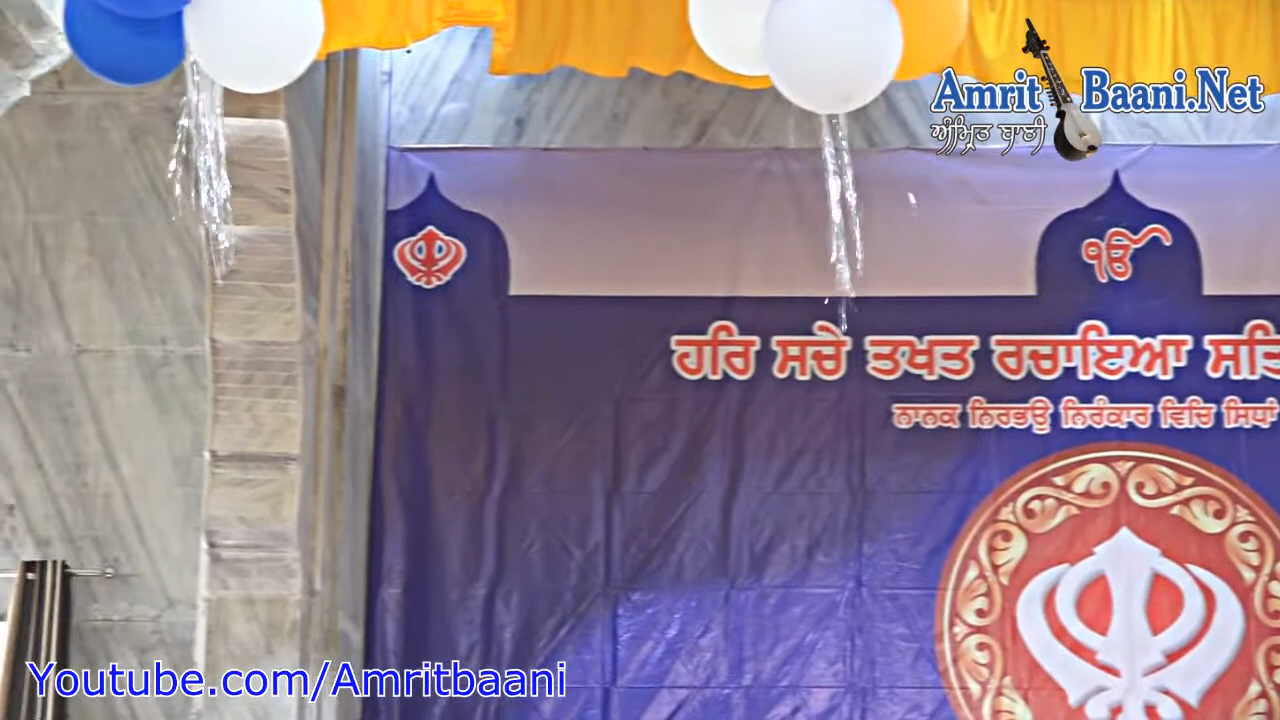 Amrit Baani.Net
ਅੰਮ੍ਰਿਤ ਬਾਣੀ
ੴ
ਹਰਿ ਸਚੇ ਤਖਤ ਰਚਾਇਆ
ਨਾਨਕ ਨਿਰਭਉ ਨਿਰੰਕਾਰ ਵਿਚਿ ਸਿਧਾਂ
Youtube.com/Amritbaani